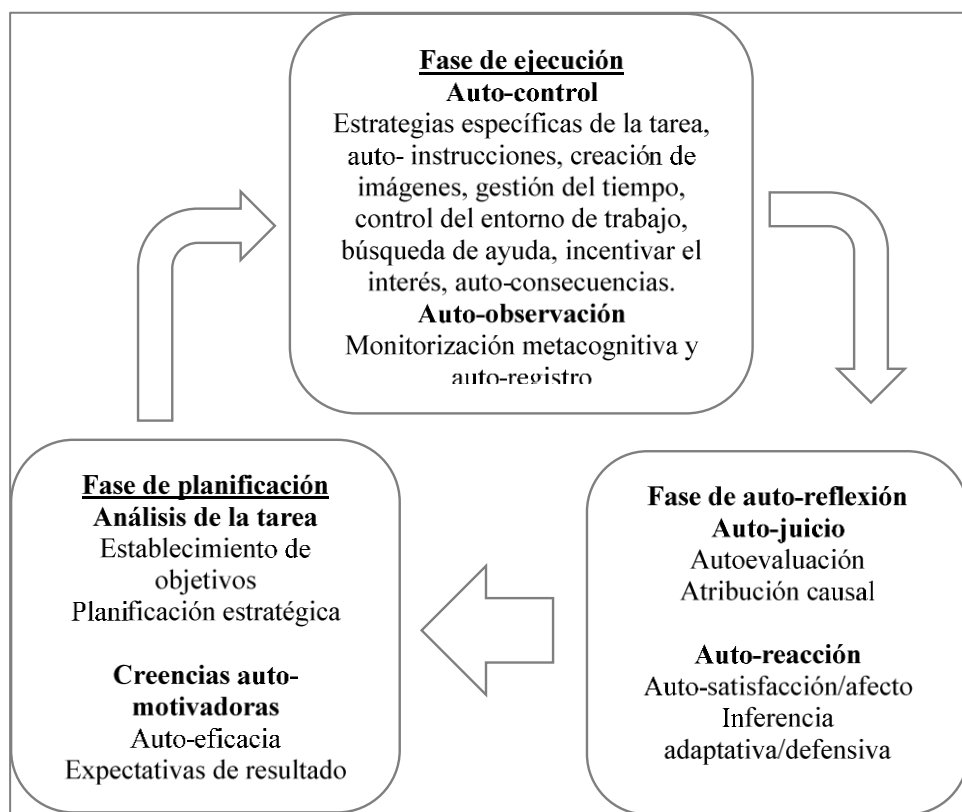 Fase de ejecución
Auto-control
Estrategias específicas de la tarea,
auto- instrucciones, creación de
imágenes, gestión del tiempo,
control del entorno de trabajo,
búsqueda de ayuda, incentivar el
interés, auto-consecuencias.
Auto-observación
Monitorización metacognitiva y
auto-registro
Fase de planificación
Análisis de la tarea
Establecimiento de
objetivos
Planificación estratégica
Creencias auto-
motivadoras
Auto-eficacia
Expectativas de resultado
Fase de auto-reflexión
Auto-juicio
Autoevaluación
Atribución causal
Auto-reacción
Auto-satisfacción/afecto
Inferencia
adaptativa/defensiva